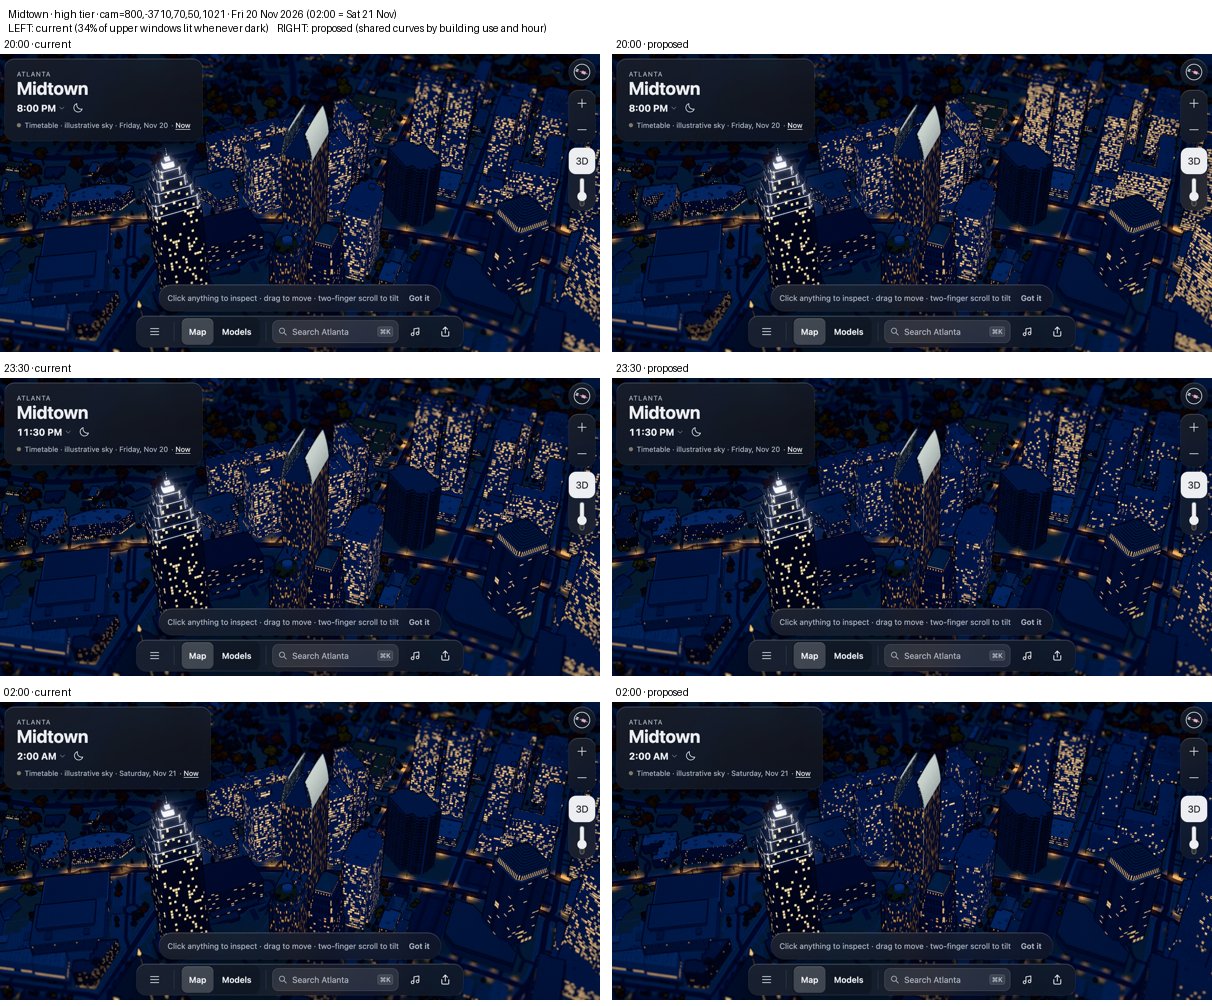 Midtown · high tier · cam=800,-3710,70,50,1021 · Fri 20 Nov 2026 (02:00 = Sat 21 Nov)
LEFT: current (34% of upper windows lit whenever dark) RIGHT: proposed (shared curves by building use and hour)
20:00 · current
20:00 · proposed
ATLANTA
Midtown
8:00 PM
Timetable · illustrative sky · Friday, Nov 20 · Now
3D
Click anything to inspect · drag to move · two-finger scroll to tilt Got it
Map Models Search Atlanta ⌘K
ATLANTA
Midtown
8:00 PM
Timetable · illustrative sky · Friday, Nov 20 · Now
3D
Click anything to inspect · drag to move · two-finger scroll to tilt Got it
Map Models Search Atlanta ⌘K
23:30 · current
23:30 · proposed
ATLANTA
Midtown
11:30 PM
Timetable · illustrative sky · Friday, Nov 20 · Now
3D
Click anything to inspect · drag to move · two-finger scroll to tilt Got it
Map Models Search Atlanta ⌘K
ATLANTA
Midtown
11:30 PM
Timetable · illustrative sky · Friday, Nov 20 · Now
3D
Click anything to inspect · drag to move · two-finger scroll to tilt Got it
Map Models Search Atlanta ⌘K
02:00 · current
02:00 · proposed
ATLANTA
Midtown
2:00 AM
Timetable · illustrative sky · Saturday, Nov 21 · Now
3D
Click anything to inspect · drag to move · two-finger scroll to tilt Got it
Map Models Search Atlanta ⌘K
ATLANTA
Midtown
2:00 AM
Timetable · illustrative sky · Saturday, Nov 21 · Now
3D
Click anything to inspect · drag to move · two-finger scroll to tilt Got it
Map Models Search Atlanta ⌘K